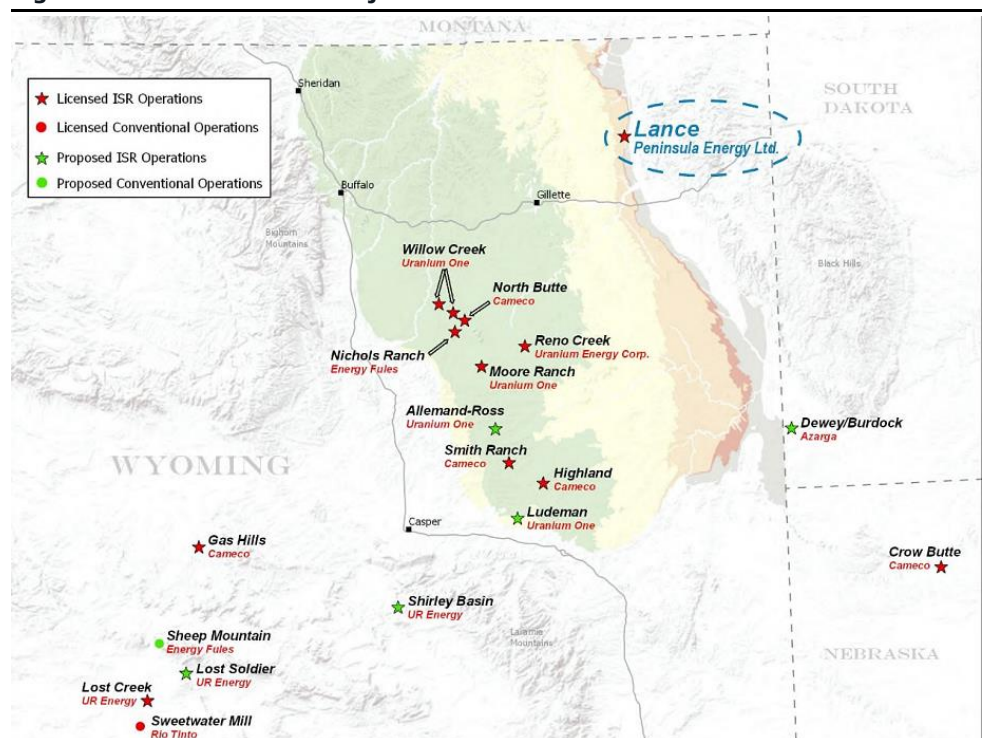 MONTANA
Licensed ISR Operations
Licensed Conventional Operations
Proposed ISR Operations
Proposed Conventional Operations
Sheridan
SOUTH
DAKOTA
Lance
Peninsula Energy Ltd.
Buffalo
Gillette
Bighorn
Mountains
Black Hills
Willow Creek
Uranium One
North Butte
Cameco
Nichols Ranch
Energy Fules
Reno Creek
Uranium Energy Corp.
Moore Ranch
Uranium One
Allemand-Ross
Uranium One
Dewey/Burdock
Azarga
Smith Ranch
Cameco
WYOMING
Highland
Cameco
Ludeman
Uranium One
Casper
Gas Hills
Cameco
Crow Butte
Cameco
Shirley Basin
UR Energy
Laramie
Mountains
Sheep Mountain
Energy Fules
NEBRASKA
Lost Soldier
UR Energy
Lost Creek
UR Energy
Sweetwater Mill
Rio Tinto